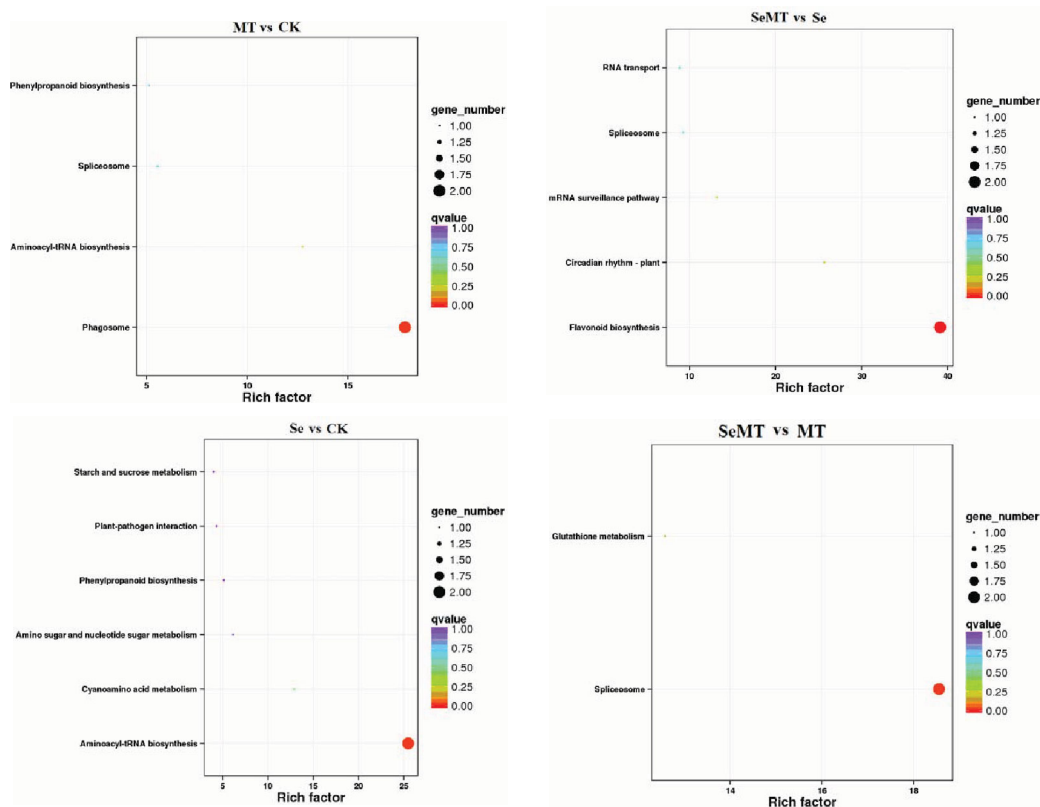 MT vs CK
Phenylpropanoid biosynthesis
Spliceosome
Aminoacyl-tRNA biosynthesis
Phagosome
5
10
15
Rich factor
gene_number
1.00
1.25
1.50
1.75
2.00
qvalue
1.00
0.75
0.50
0.25
0.00
SeMT vs Se
RNA transport
Spliceosome
mRNA surveillance pathway
Circadian rhythm - plant
Flavonoid biosynthesis
10
20
30
40
Rich factor
gene_number
1.00
1.25
1.50
1.75
2.00
qvalue
1.00
0.75
0.50
0.25
0.00
Se vs CK
Starch and sucrose metabolism
Plant-pathogen interaction
Phenylpropanoid biosynthesis
Amino sugar and nucleotide sugar metabolism
Cyanoamino acid metabolism
Aminoacyl-tRNA biosynthesis
5
10
15
20
25
Rich factor
gene_number
1.00
1.25
1.50
1.75
2.00
qvalue
1.00
0.75
0.50
0.25
0.00
SeMT vs MT
Glutathione metabolism
Spliceosome
14
16
18
Rich factor
gene_number
1.00
1.25
1.50
1.75
2.00
qvalue
1.00
0.75
0.50
0.25
0.00